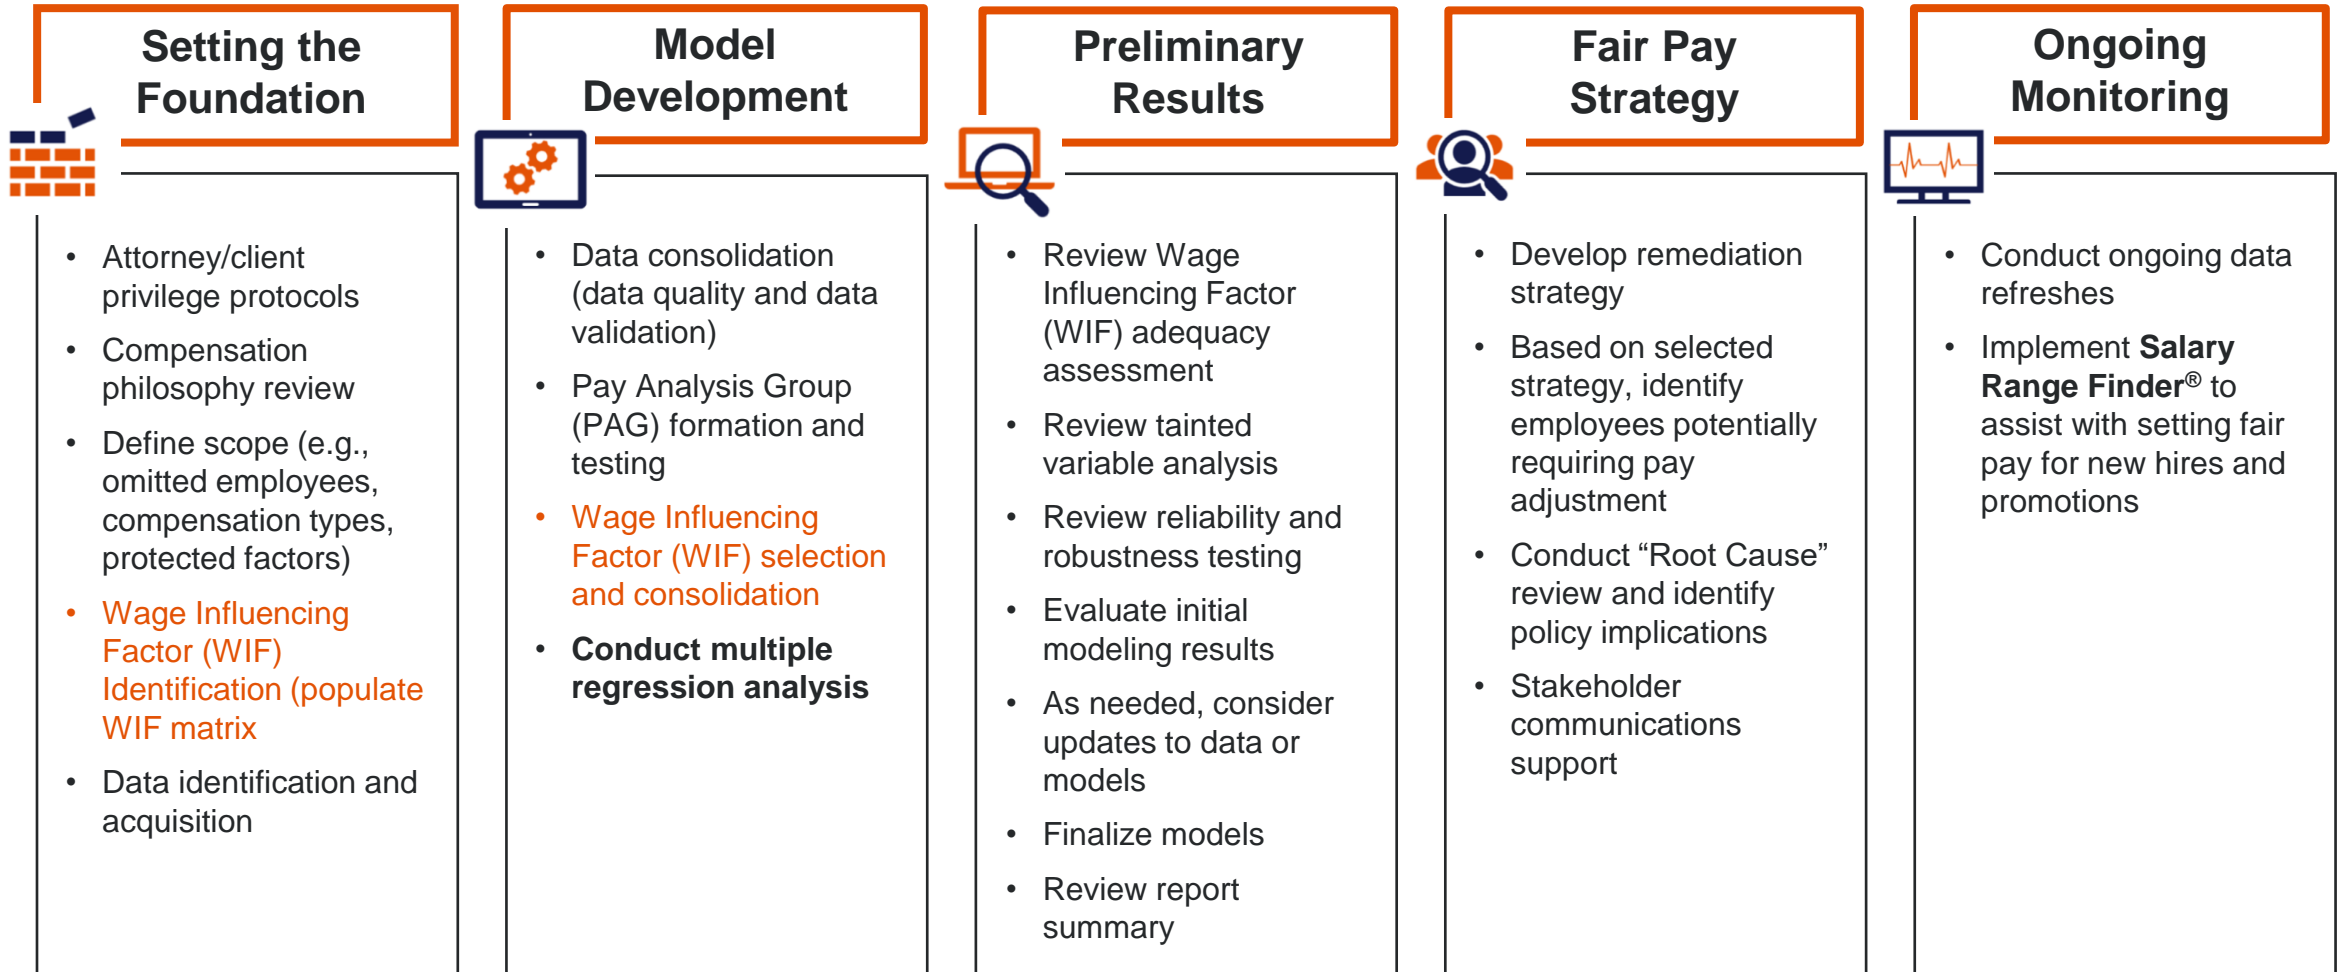 Setting the
Foundation
• Attorney/client
privilege protocols
• Compensation
philosophy review
• Define scope (e.g.,
omitted employees,
compensation types,
protected factors)
• Wage Influencing
Factor (WIF)
Identification (populate
WIF matrix
• Data identification and
acquisition
Model
Development
• Data consolidation
(data quality and data
validation)
• Pay Analysis Group
(PAG) formation and
testing
• Wage Influencing
Factor (WIF) selection
and consolidation
• Conduct multiple
regression analysis
Preliminary
Results
• Review Wage
Influencing Factor
(WIF) adequacy
assessment
• Review tainted
variable analysis
• Review reliability and
robustness testing
• Evaluate initial
modeling results
• As needed, consider
updates to data or
models
• Finalize models
• Review report
summary
Fair Pay
Strategy
• Develop remediation
strategy
• Based on selected
strategy, identify
employees potentially
requiring pay
adjustment
• Conduct “Root Cause”
review and identify
policy implications
• Stakeholder
communications
support
Ongoing
Monitoring
• Conduct ongoing data
refreshes
• Implement Salary
Range Finder® to
assist with setting fair
pay for new hires and
promotions